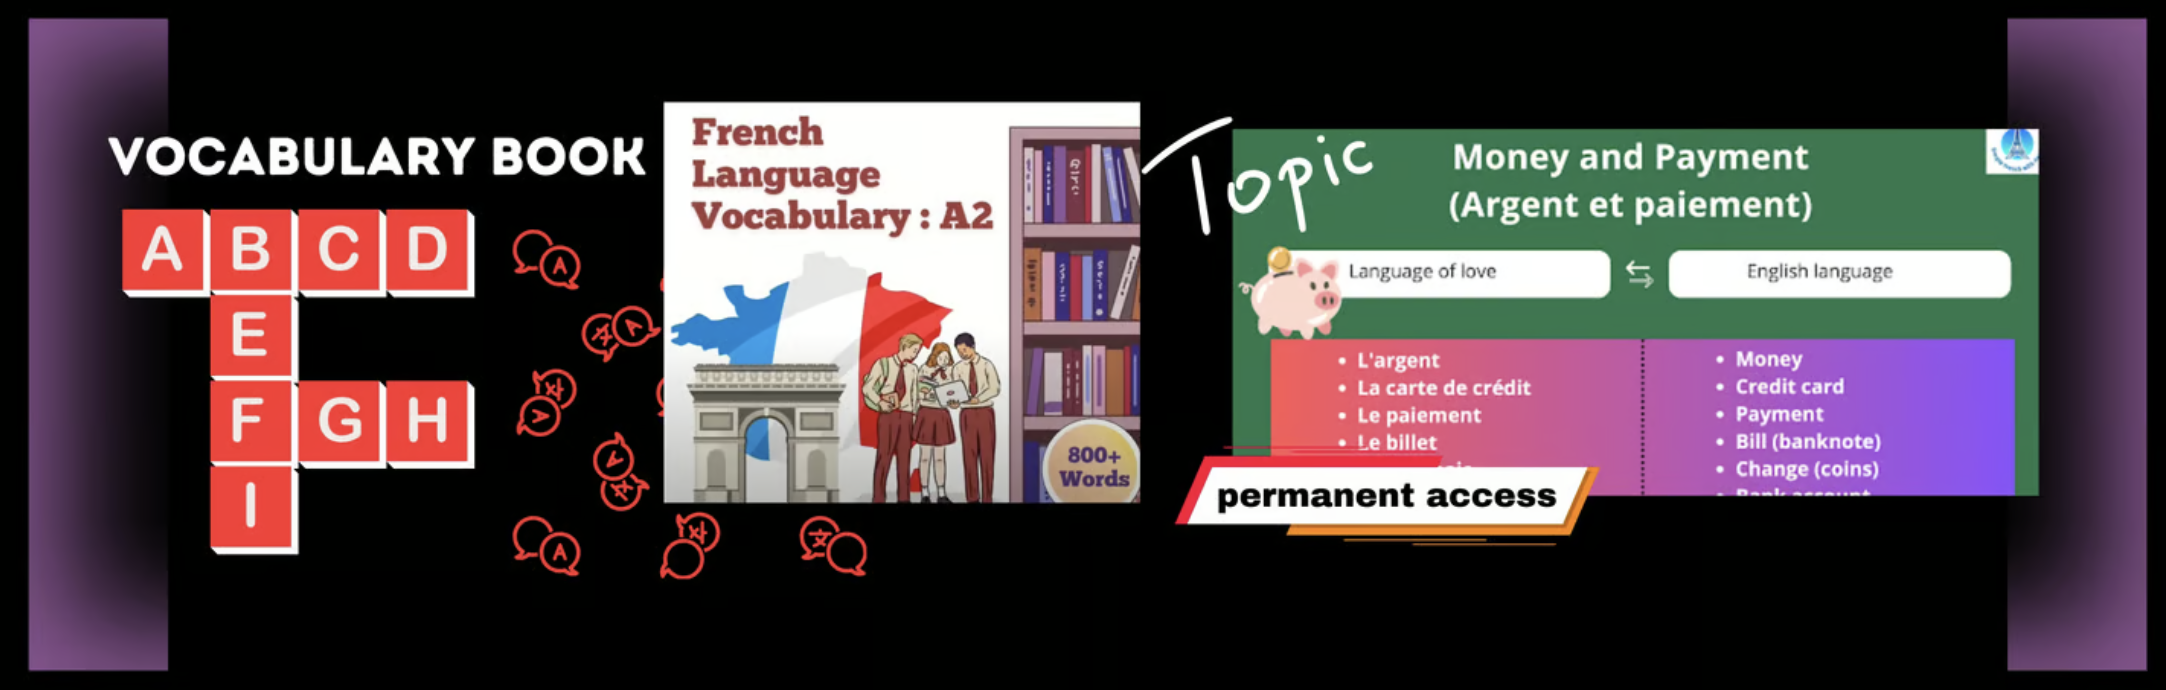 VOCABULARY BOOK
A B C D
E
F G H
I
French
Language
Vocabulary : A2
800+
Words
Topic
Money and Payment
(Argent et paiement)
Language of love
English language
L'argent
La carte de crédit
Le paiement
Le billet
Money
Credit card
Payment
Bill (banknote)
Change (coins)
Bank account
permanent access